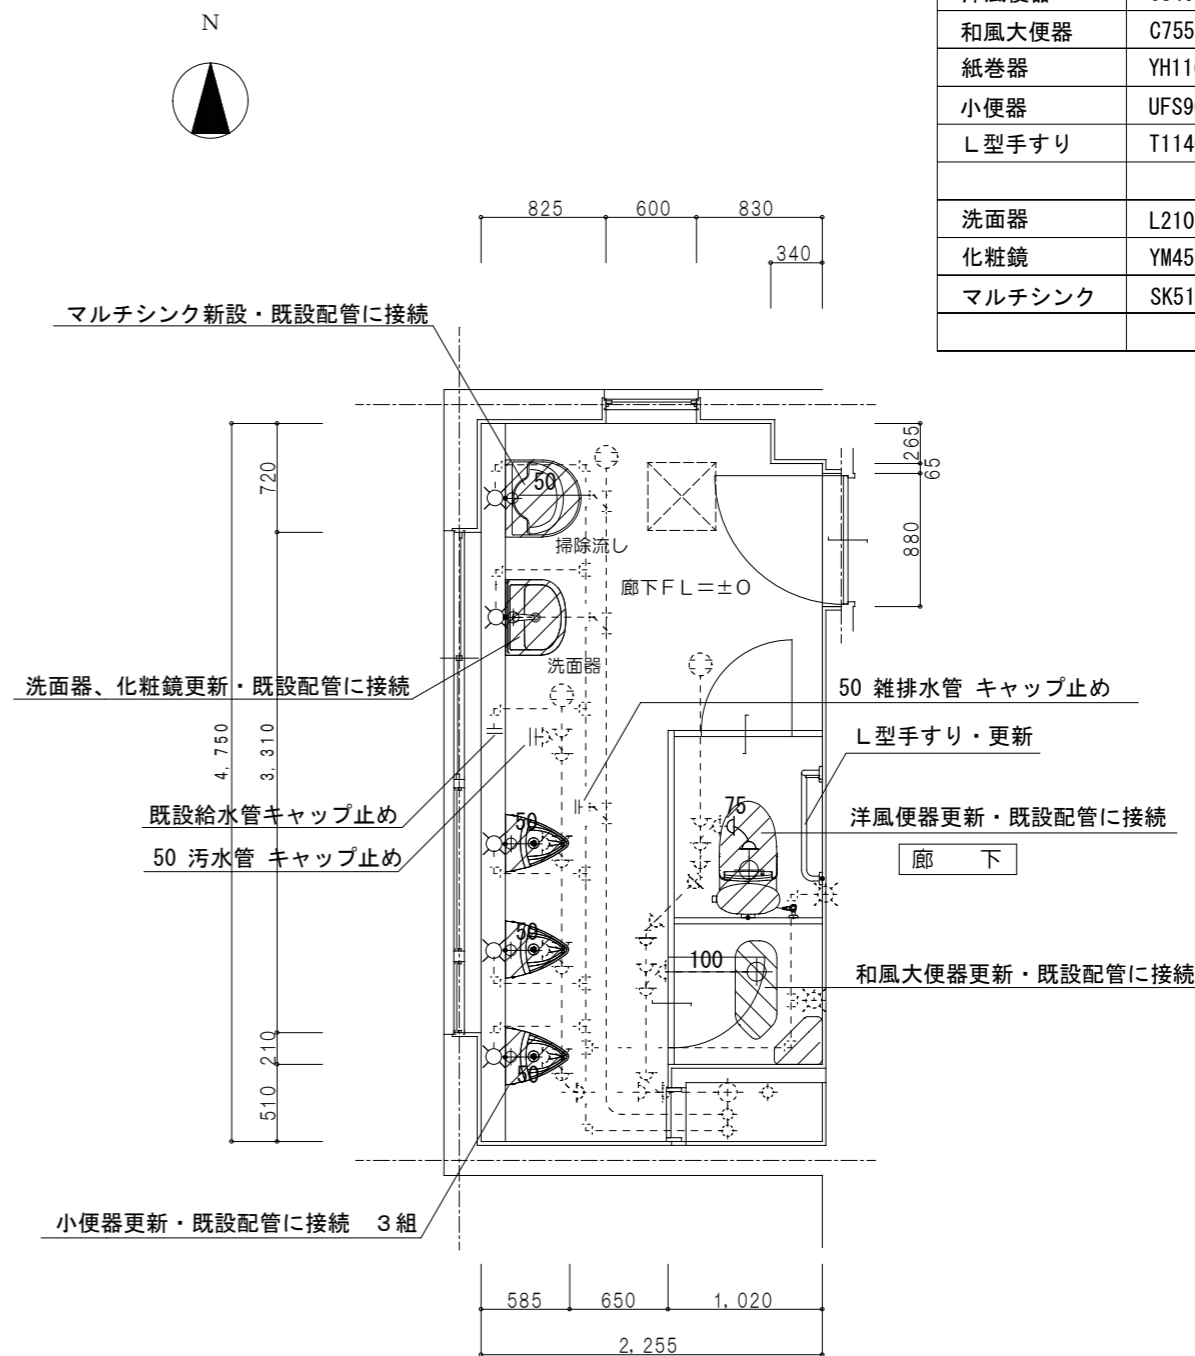 N
和風大便器 C755
紙巻器 YH11
小便器 UFS9
L型手すり T114
洗面器 L210
化粧鏡 YM45
マルチシンク SK51
825 600 830
340
マルチシンク新設・既設配管に接続
265
65
720
50
880
掃除流し
廊下FL=±0
洗面器
洗面器、化粧鏡更新・既設配管に接続
50 雑排水管 キャップ止め
L型手すり・更新
4,750
3,310
75
既設給水管キャップ止め
50
洋風便器更新・既設配管に接続
50 汚水管 キャップ止め
廊 下
50
100
和風大便器更新・既設配管に接続
210
50
510
小便器更新・既設配管に接続 3組
585 650 1,020
2,255